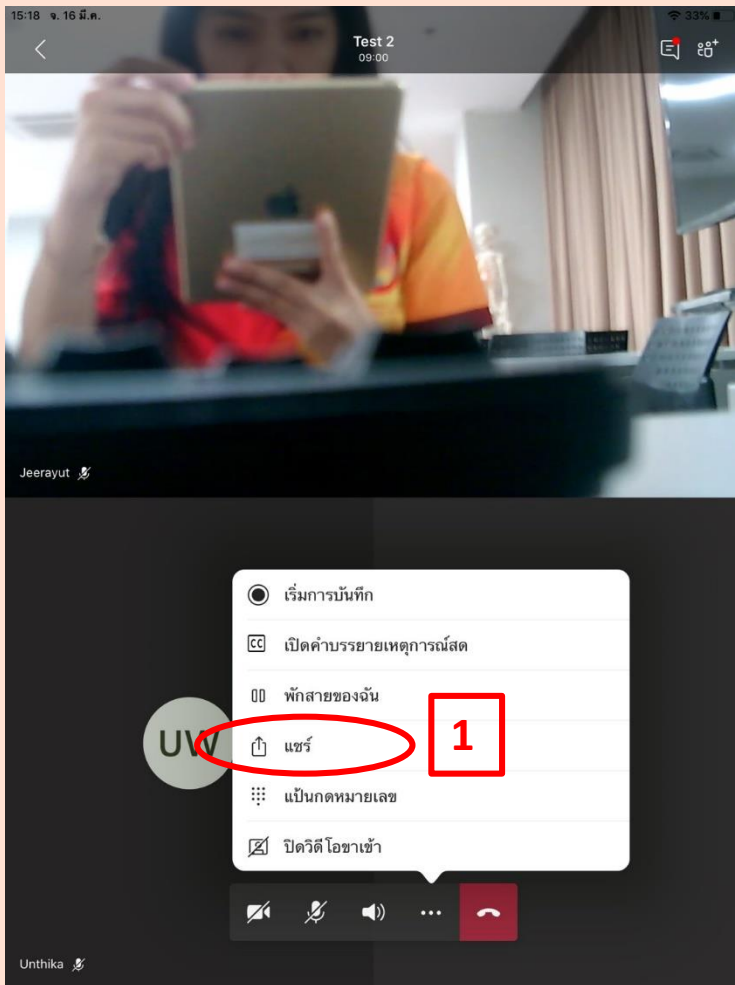 15:18 จ. 16 มี.ค.
33%
Test 2
09:00
Jeerayut
เริ่มการบันทึก
CC เปิดคำบรรยายเหตุการณ์สด
พักสายของฉัน
UW
แชร์
1
แป้นกดหมายเลข
ปิดวิดีโอขาเข้า
Unthika